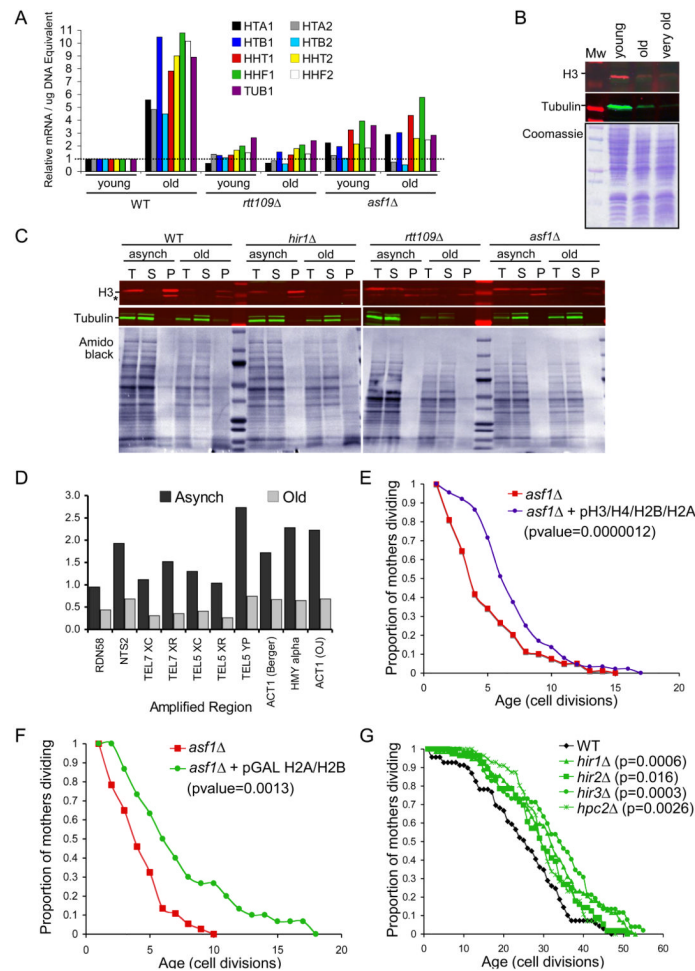 A
HTA1 HTA2
HTB1 HTB2
HHT1 HHT2
HHF1 HHF2
TUB1
Relative mRNA / ug DNA Equivalent
11
10
9
8
7
6
5
4
3
2
1
0
young old young old young old
WT rtt109Δ asf1Δ
B
Mw young old very old
H3
Tubulin
Coomassie
C
WT hir1Δ rtt109Δ asf1Δ
asynch old asynch old asynch old asynch old
T S P T S P T S P T S P T S P T S P T S P T S P
H3
*
Tubulin
Amido
black
D
Asynch Old
3.0
2.5
2.0
1.5
1.0
0.5
0.0
RDN58
NTS2
TEL7 XC
TEL7 XR
TEL5 XC
TEL5 XR
TEL5 YP
ACT1 (Berger)
HMY alpha
ACT1 (OJ)
Amplified Region
E
Proportion of mothers dividing
1
0.9
0.8
0.7
0.6
0.5
0.4
0.3
0.2
0.1
0
asf1Δ
asf1Δ + pH3/H4/H2B/H2A
(pvalue=0.0000012)
0 5 10 15 20
Age (cell divisions)
F
Proportion of mothers dividing
1
0.9
0.8
0.7
0.6
0.5
0.4
0.3
0.2
0.1
0
asf1Δ
asf1Δ + pGAL H2A/H2B
(pvalue=0.0013)
0 5 10 15 20
Age (cell divisions)
G
Proportion of mothers dividing
1
0.9
0.8
0.7
0.6
0.5
0.4
0.3
0.2
0.1
0
WT
hir1Δ (p=0.0006)
hir2Δ (p=0.016)
hir3Δ (p=0.0003)
hpc2Δ (p=0.0026)
0 10 20 30 40 50 60
Age (cell divisions)